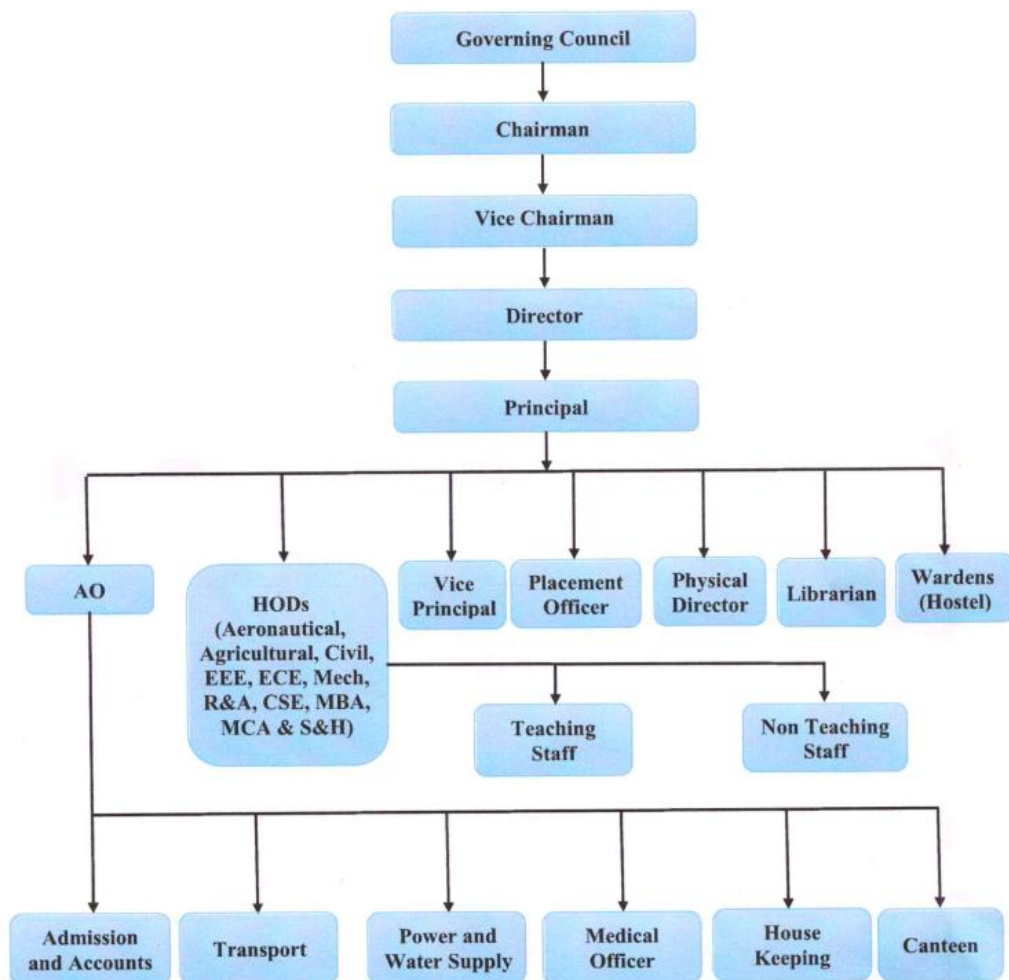 Governing Council
Chairman
Vice Chairman
Director
Principal
AO
HODs
(Aeronautical,
Agricultural, Civil,
EEE, ECE, Mech,
R&A, CSE, MBA,
MCA & S&H)
Vice
Principal
Placement
Officer
Physical
Director
Librarian
Wardens
(Hostel)
Teaching
Staff
Non Teaching
Staff
Admission
and Accounts
Transport
Power and
Water Supply
Medical
Officer
House
Keeping
Canteen